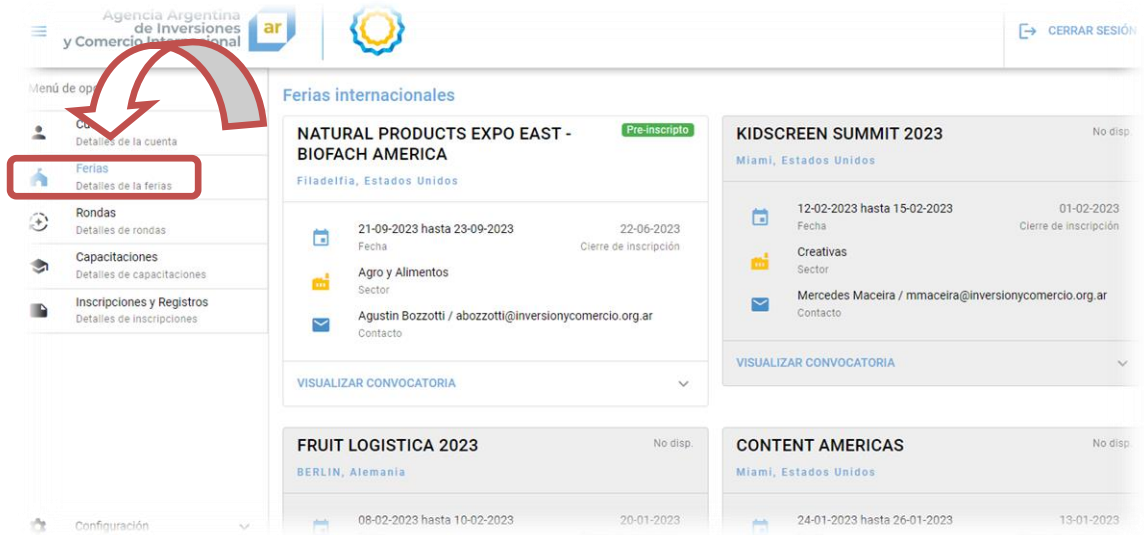 Agencia Argentina
de Inversiones
y Comercio Internacional
ar
CERRAR SESIÓN
Menú de
Detalles de la cuenta
Ferias
Detalles de la ferias
Rondas
Detalles de rondas
Capacitaciones
Detalles de capacitaciones
Inscripciones y Registros
Detalles de inscripciones
Configuración
Ferias internacionales
NATURAL PRODUCTS EXPO EAST -
BIOFACH AMERICA
Pre-inscripto
Filadelfia, Estados Unidos
21-09-2023 hasta 23-09-2023
22-06-2023
Fecha
Cierre de inscripción
Agro y Alimentos
Sector
Agustin Bozzotti / abozzotti@inversionycomercio.org.ar
Contacto
VISUALIZAR CONVOCATORIA
KIDSCREEN SUMMIT 2023
No disp.
Miami, Estados Unidos
12-02-2023 hasta 15-02-2023
01-02-2023
Fecha
Cierre de inscripción
Creativas
Sector
Mercedes Maceira / mmaceira@inversionycomercio.org.ar
Contacto
VISUALIZAR CONVOCATORIA
FRUIT LOGISTICA 2023
No disp.
BERLIN, Alemania
08-02-2023 hasta 10-02-2023
20-01-2023
CONTENT AMERICAS
No disp.
Miami, Estados Unidos
24-01-2023 hasta 26-01-2023
13-01-2023